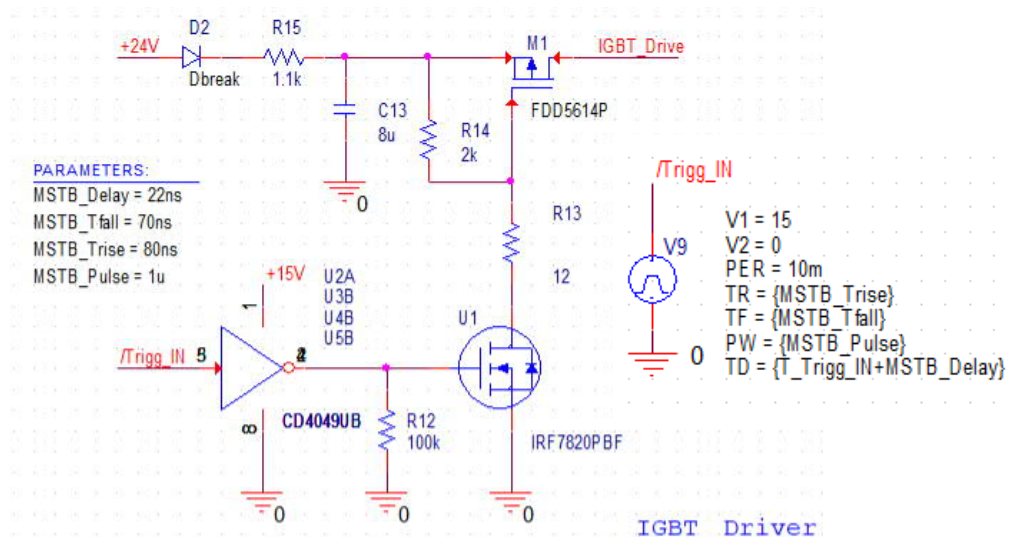 D2
R15
+24V
M1
IGBT_Drive
Dbreak
1.1k
C13
8u
FDD5614P
R14
2k
0
PARAMETERS:
MSTB_Delay = 22ns
MSTB_Tfall = 70ns
MSTB_Trise = 80ns
MSTB_Pulse = 1u
/Trigg_IN
V9
V1 = 15
V2 = 0
PER = 10m
TR = {MSTB_Trise}
TF = {MSTB_Tfall}
PW = {MSTB_Pulse}
TD = {T_Trigg_IN+MSTB_Delay}
0
R13
12
+15V
1
U2A
U3B
U4B
U5B
U1
/Trigg_IN
8
CD4049UB
R12
100k
IRF7820PBF
0
0
0
IGBT Driver